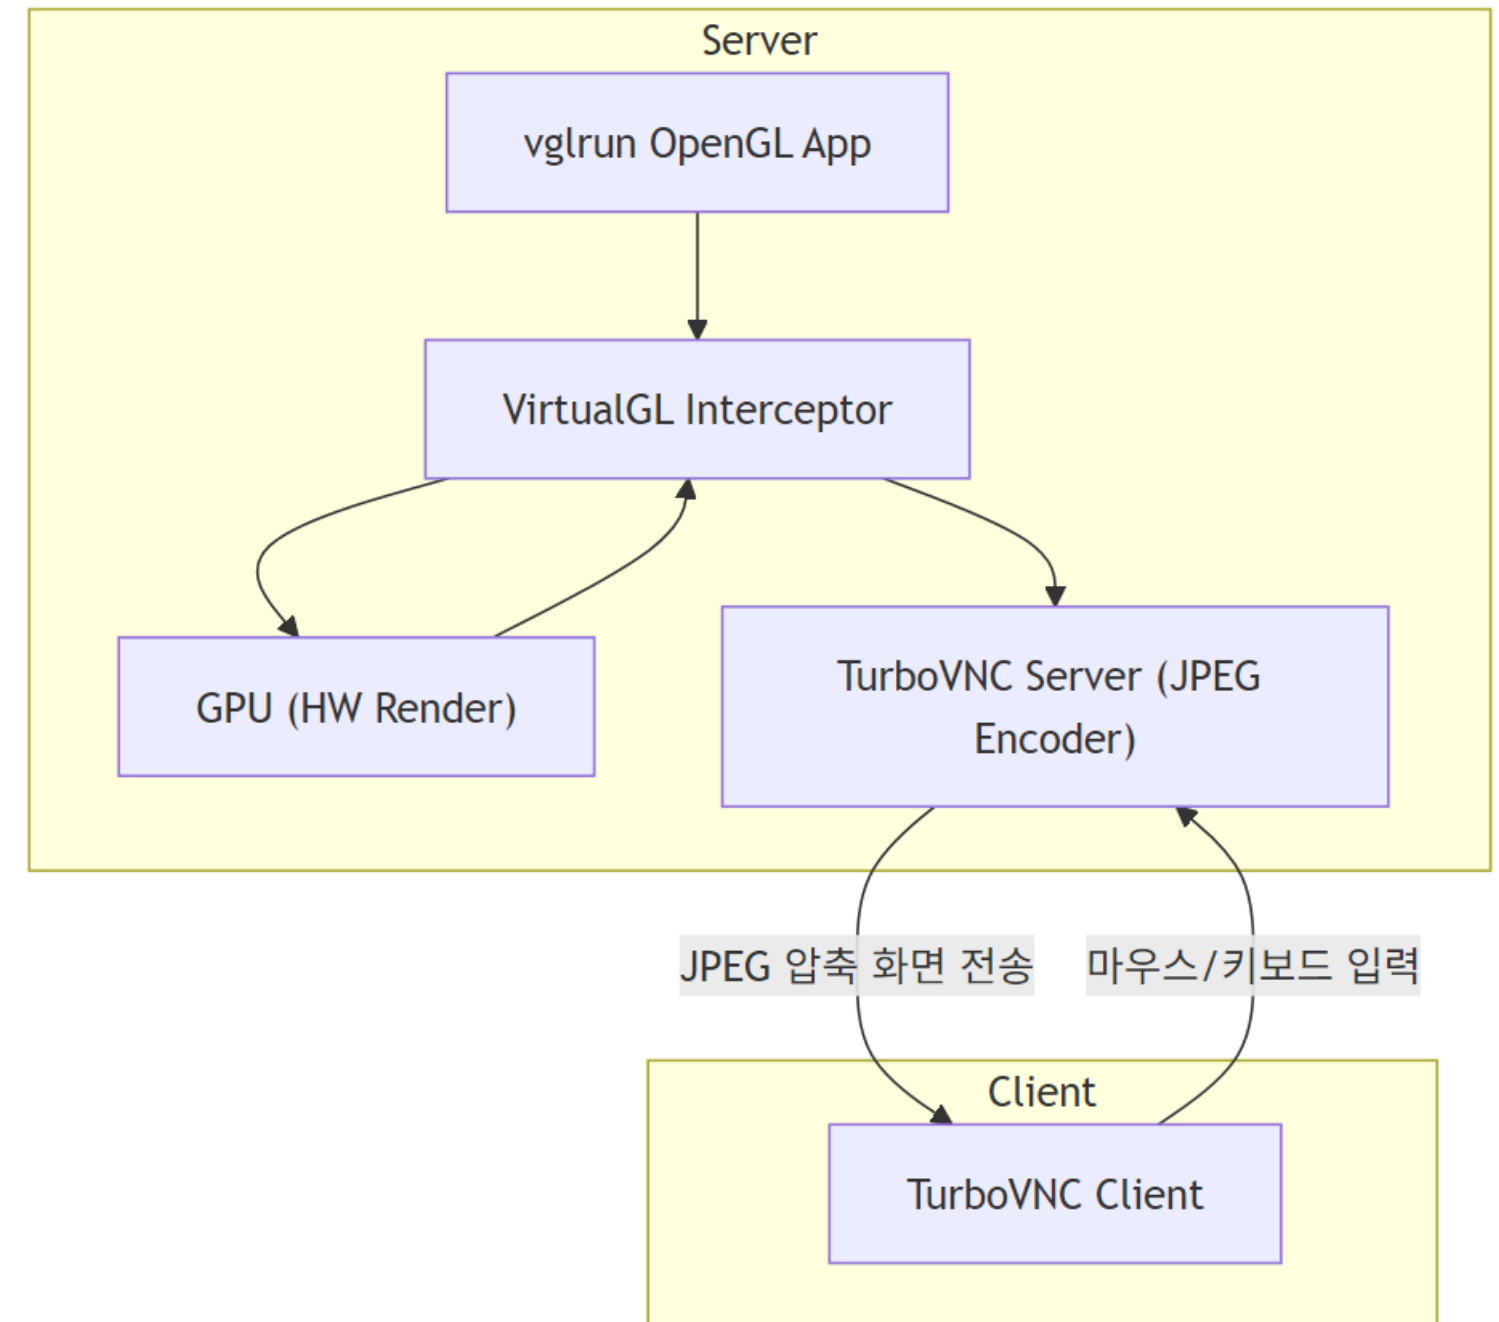 Server
vglrun OpenGL App
VirtualGL Interceptor
GPU (HW Render)
TurboVNC Server (JPEG
Encoder)
JPEG 압축 화면 전송
마우스/키보드 입력
Client
TurboVNC Client